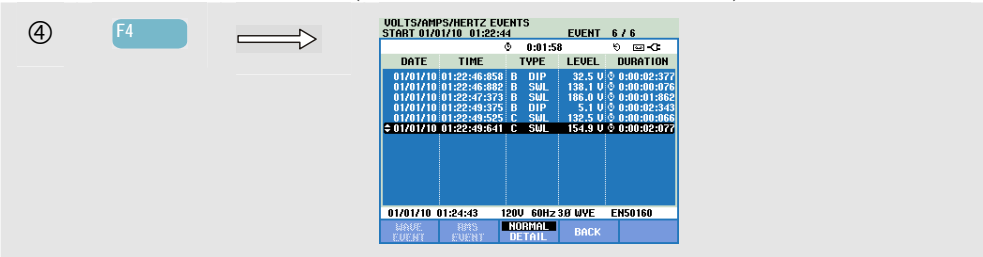 ④ F4
VOLTS/AMPS/HERTZ EVENTS
START 01/01/10 01:22:44 EVENT 6 / 6
0:01:58
DATE TIME TYPE LEVEL DURATION
01/01/10 01:22:46:858 B DIP 32.5 V 0:00:02:377
01/01/10 01:22:46:882 B SWL 138.1 V 0:00:00:076
01/01/10 01:22:47:373 B SWL 186.0 V 0:00:01:862
01/01/10 01:22:49:375 B DIP 5.1 V 0:00:02:343
01/01/10 01:22:49:525 C SWL 132.5 V 0:00:00:066
01/01/10 01:22:49:641 C SWL 154.9 V 0:00:02:077
01/01/10 01:24:43 120V 60Hz 3Ø WYE EN50160
WAVE EVENT
RMS EVENT
NORMAL DETAIL
BACK